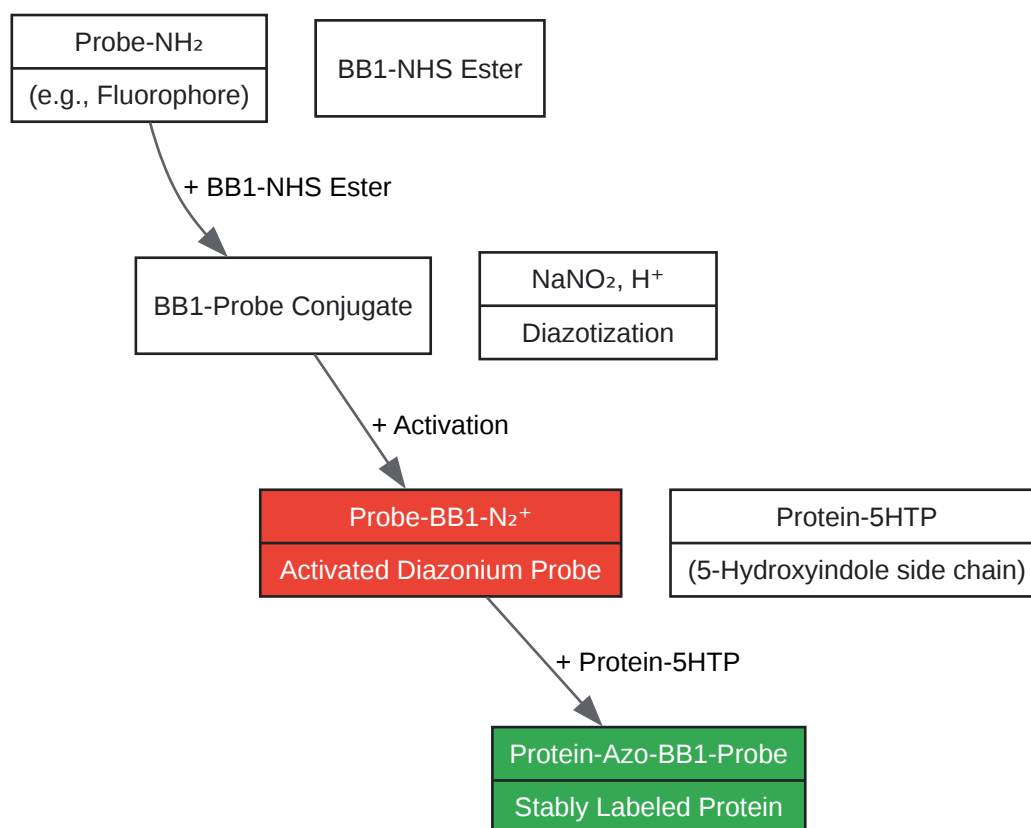 Probe-NH₂
(e.g., Fluorophore)
BB1-NHS Ester
+ BB1-NHS Ester
BB1-Probe Conjugate
NaNO₂, H⁺
Diazotization
+ Activation
Probe-BB1-N₂⁺
Activated Diazonium Probe
Protein-5HTP
(5-Hydroxyindole side chain)
+ Protein-5HTP
Protein-Azo-BB1-Probe
Stably Labeled Protein